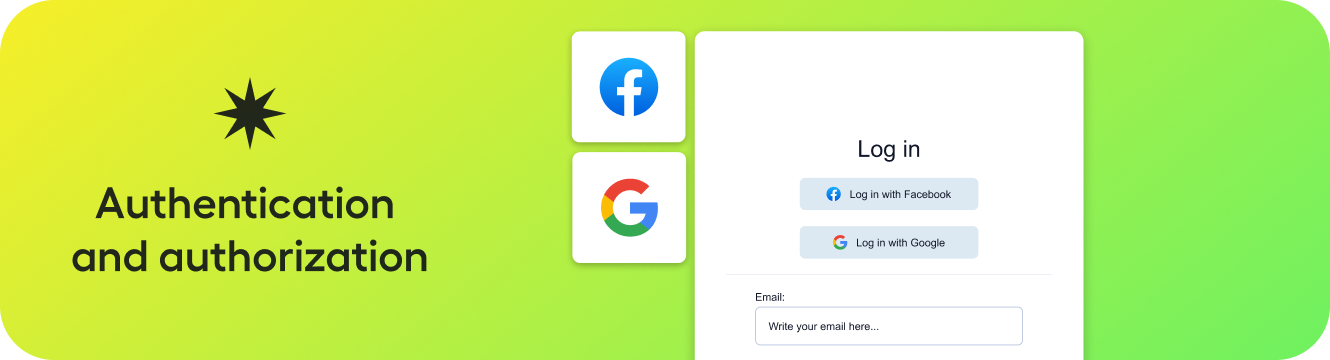 Authentication
and authorization
Log in
Log in with Facebook
Log in with Google
Email:
Write your email here...